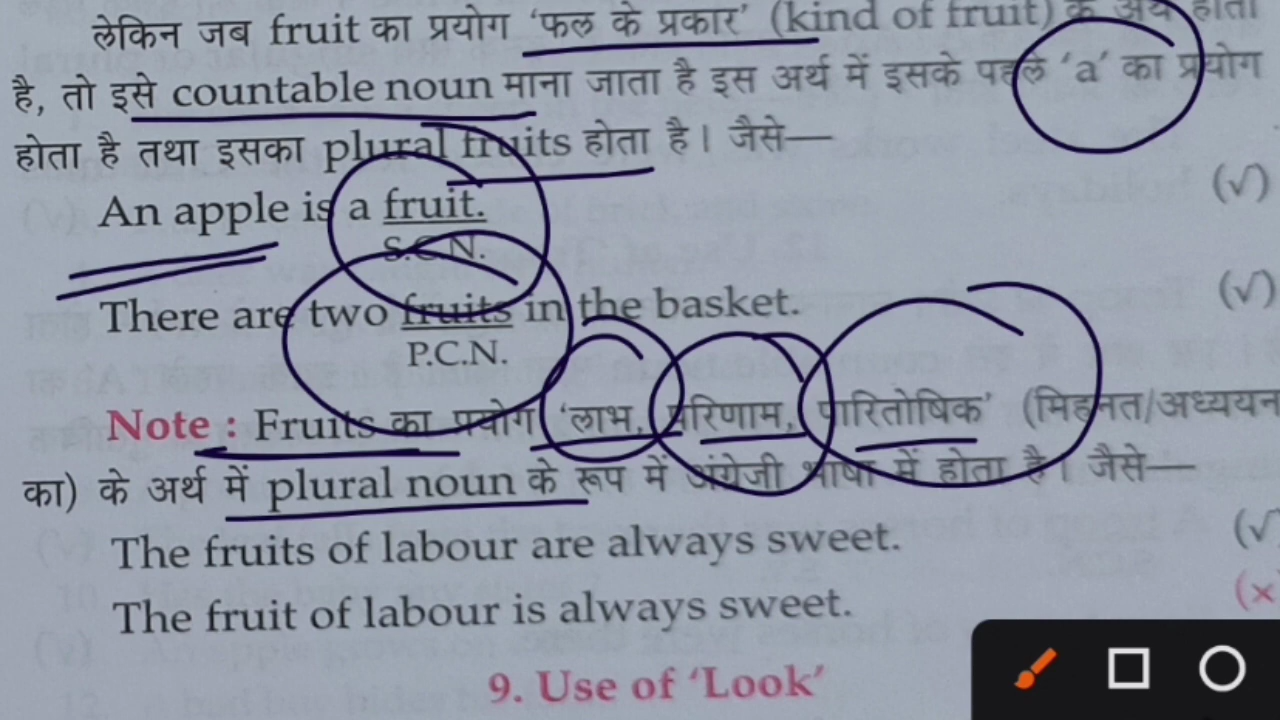 लेकिन जब fruit का प्रयोग ‘फल के प्रकार’ (kind of fruit) के अर्थ होता
है, तो इसे countable noun माना जाता है इस अर्थ में इसके पहले ‘a’ का प्रयोग
होता है तथा इसका plural fruits होता है। जैसे—
An apple is a fruit. (√)
S.C.N.
There are two fruits in the basket. (√)
P.C.N.
Note : Fruits का प्रयोग ‘लाभ, परिणाम, पारितोषिक’ (मिहनत/अध्ययन
का) के अर्थ में plural noun के रूप में अंग्रेजी भाषा में होता है। जैसे—
The fruits of labour are always sweet. (√)
The fruit of labour is always sweet. (×)
9. Use of ‘Look’